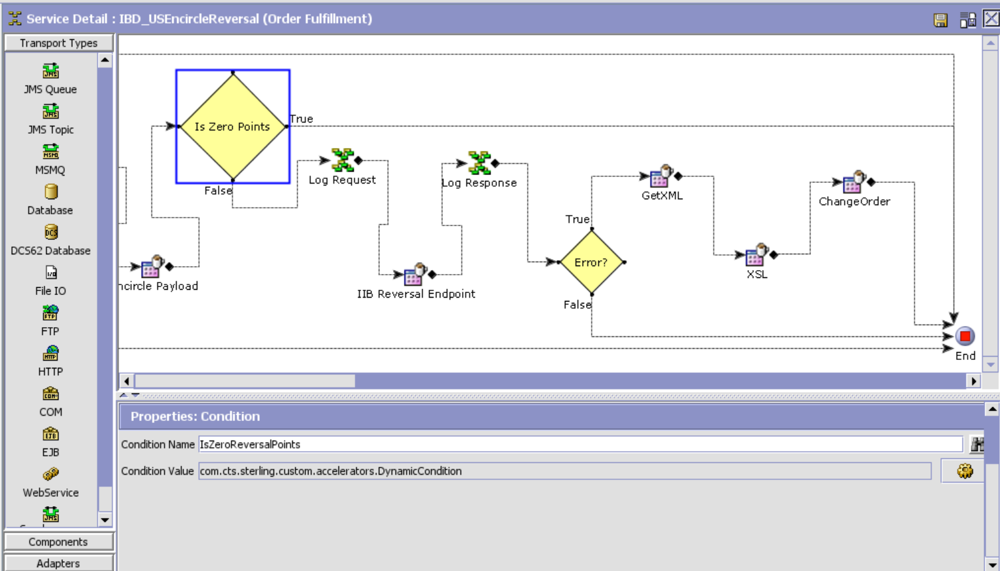 Service Detail : IBD_USEncircleReversal (Order Fulfillment)
Transport Types
JMS Queue
JMS Topic
MSMQ
Database
DCS62 Database
File IO
FTP
HTTP
COM
EJB
WebService
Components
Adapters
Is Zero Points
True
False
Log Request
Log Response
ncircle Payload
IIB Reversal Endpoint
True
Error?
False
GetXML
XSL
ChangeOrder
End
Properties: Condition
Condition Name IsZeroReversalPoints
Condition Value com.cts.sterling.custom.accelerators.DynamicCondition